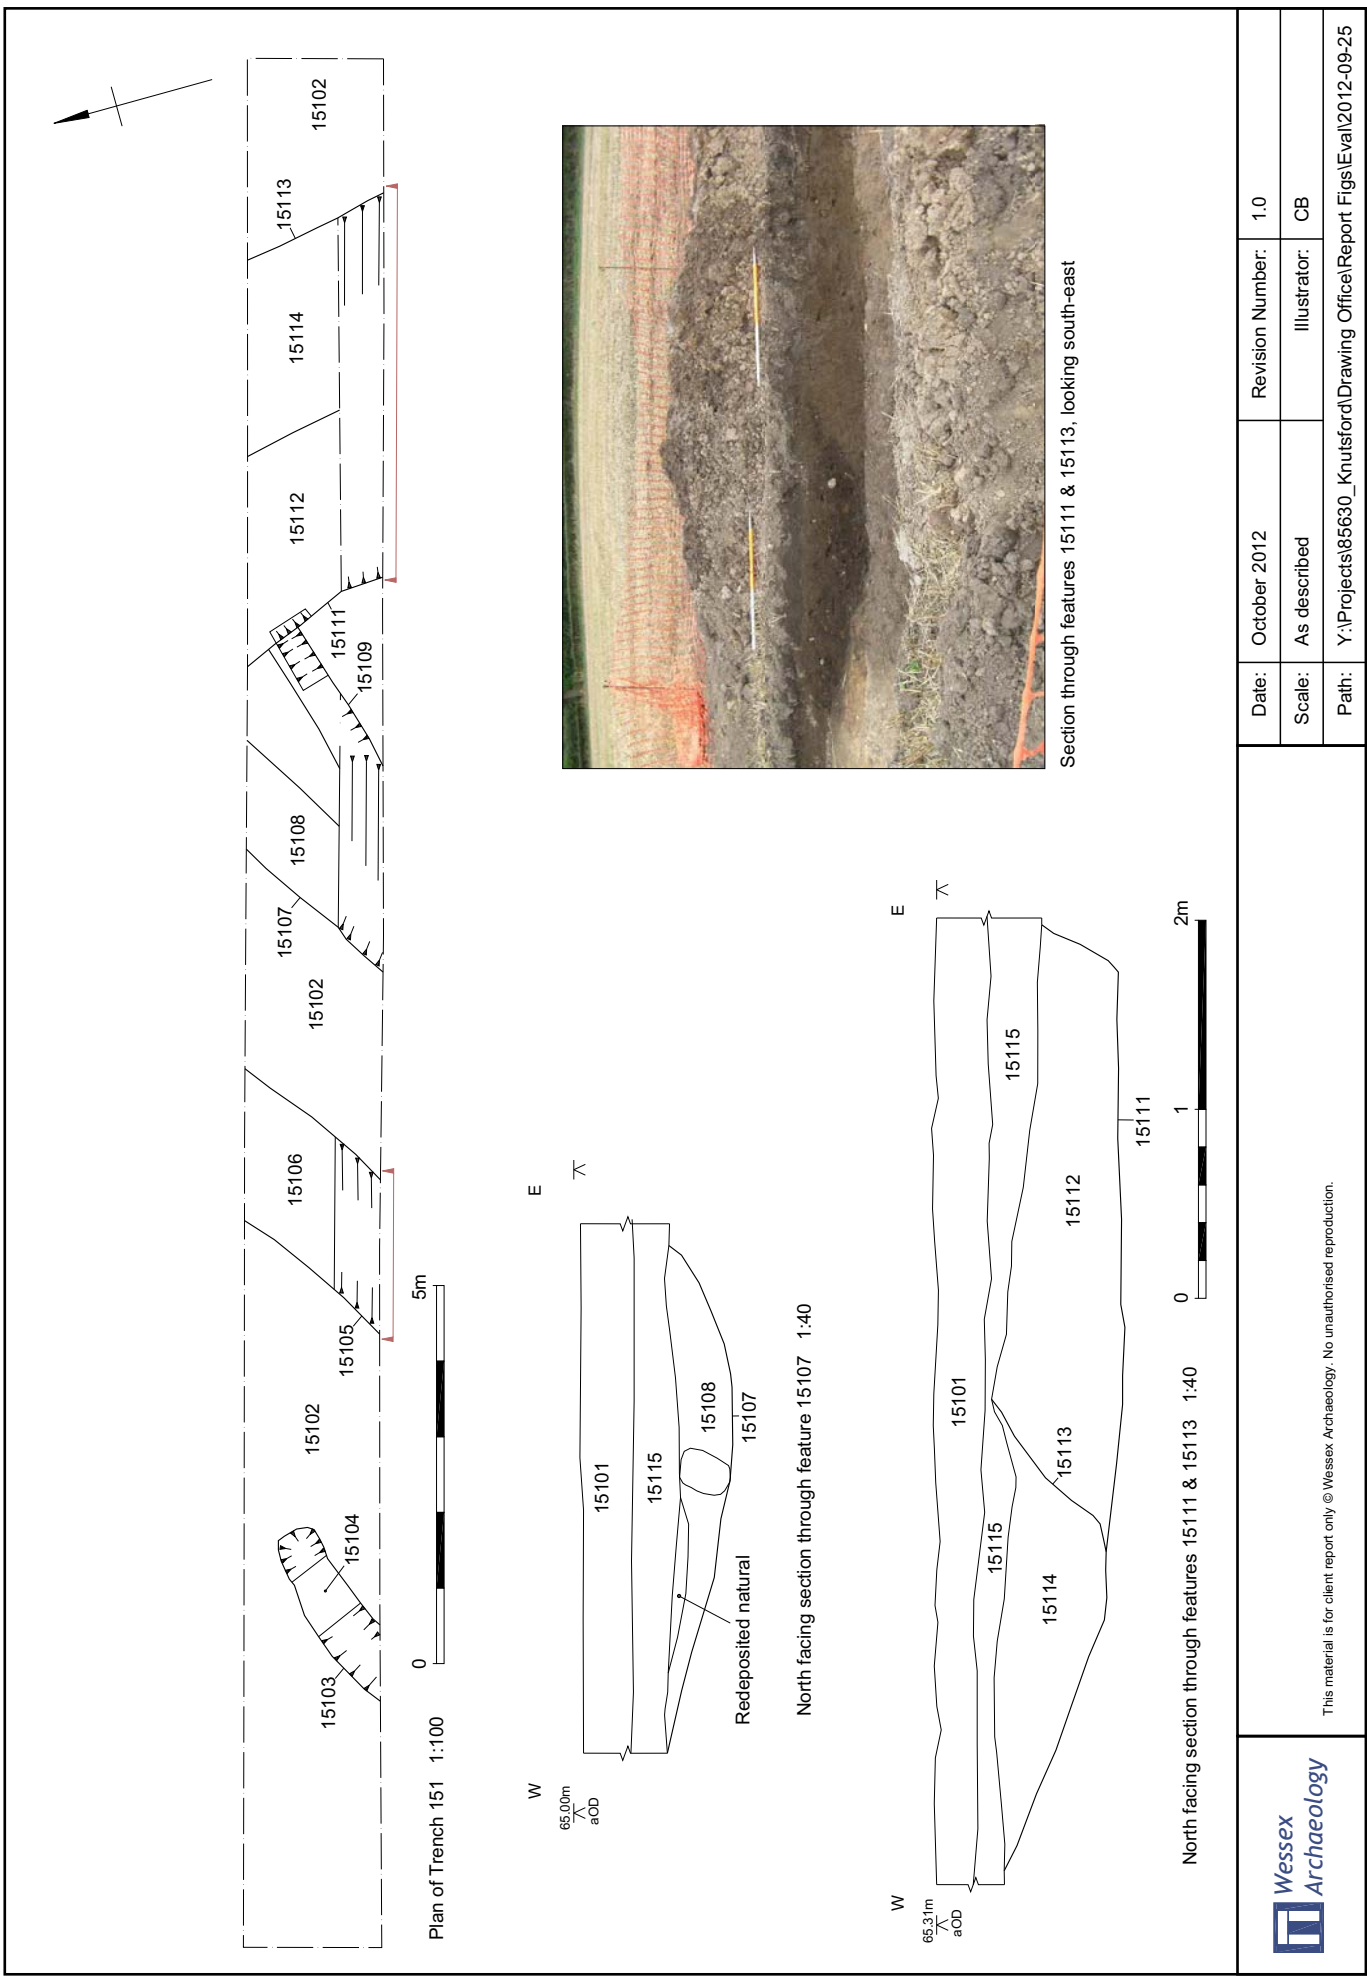 15102
15113
15114
15112
15111
15109
15108
15107
15102
15106
15105
15102
15104
15103
Plan of Trench 151 1:100
0
5m
W
E
65.00m
aOD
15101
15115
15108
15107
Redeposited natural
North facing section through feature 15107 1:40
Section through features 15111 & 15113, looking south-east
W
E
65.31m
aOD
15101
15115
15115
15113
15114
15112
15111
North facing section through features 15111 & 15113 1:40
0
1
2m
Wessex
Archaeology
This material is for client report only © Wessex Archaeology. No unauthorised reproduction.
Date: October 2012 Revision Number: 1.0
Scale: As described Illustrator: CB
Path: Y:\Projects\85630_Knutsford\Drawing Office\Report Figs\Eval\2012-09-25